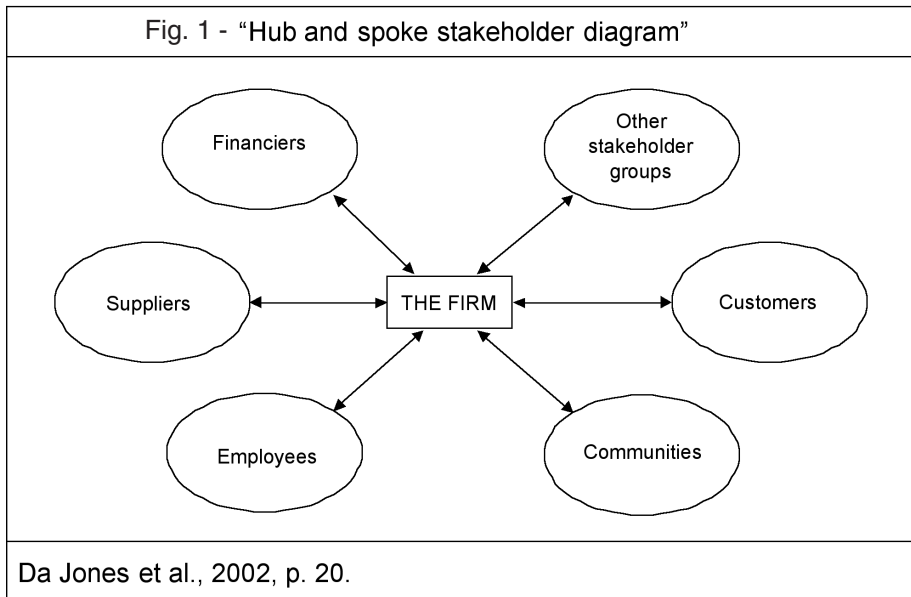 Fig. 1 - “Hub and spoke stakeholder diagram”
Financiers
Other
stakeholder
groups
Suppliers
THE FIRM
Customers
Employees
Communities
Da Jones et al., 2002, p. 20.